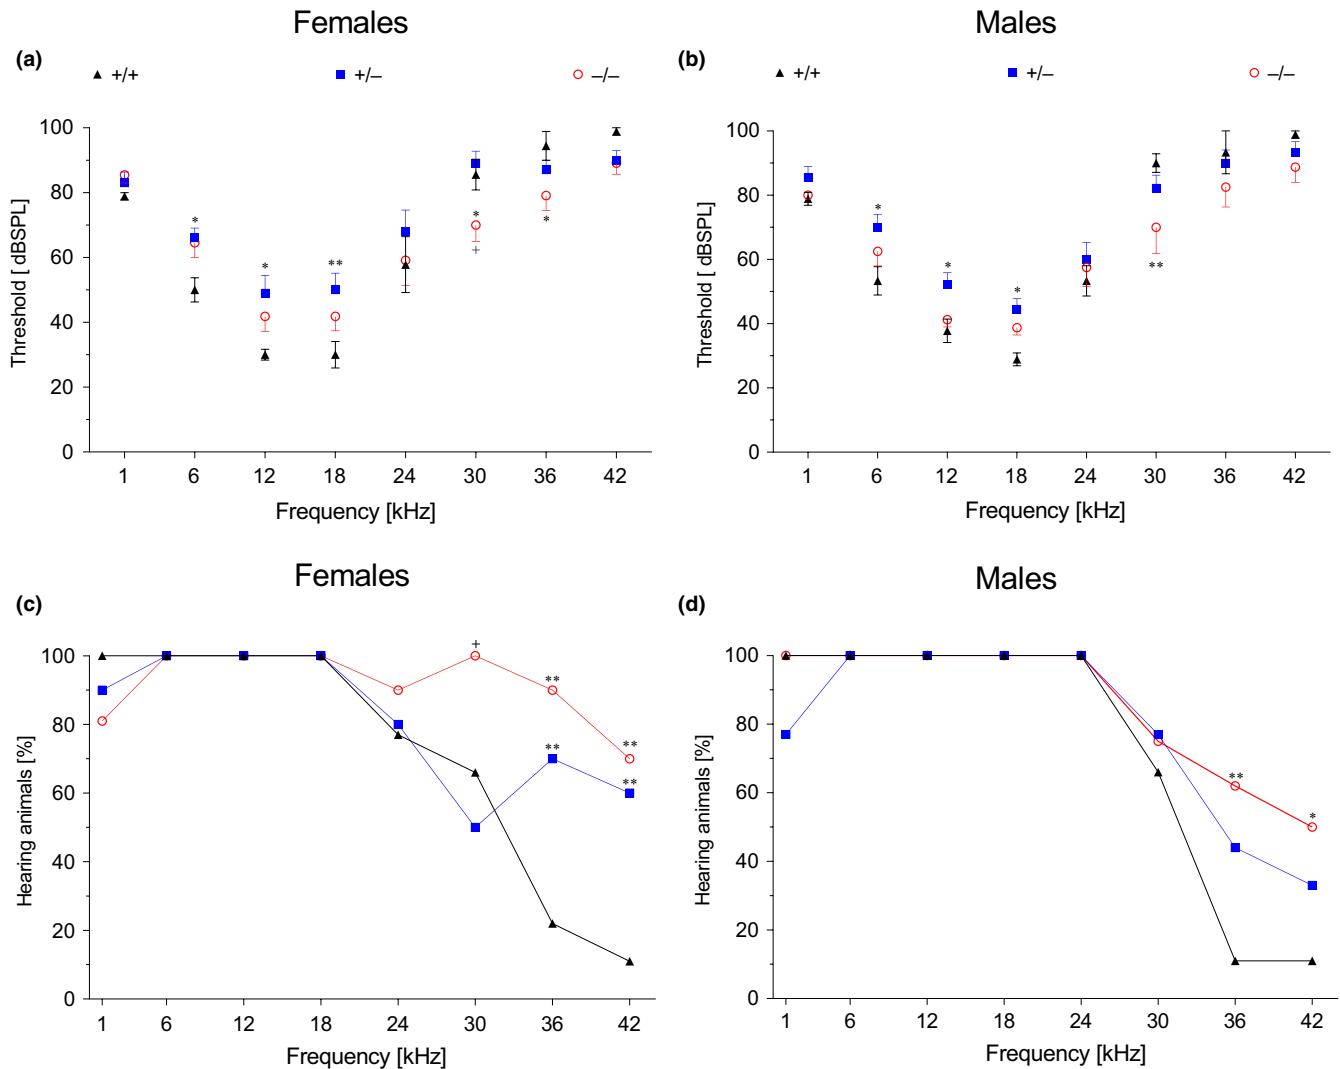 Females
(a)
+/+ +/– –/–
Threshold [ dBSPL]
100
80
60
40
20
0
* * ** * + *
1 6 12 18 24 30 36 42
Frequency [kHz]
Males
(b)
+/+ +/– –/–
Threshold [ dBSPL]
100
80
60
40
20
0
* * * **
1 6 12 18 24 30 36 42
Frequency [kHz]
Females
(c)
Hearing animals [%]
100
80
60
40
20
0
+ ** ** ** **
1 6 12 18 24 30 36 42
Frequency [kHz]
Males
(d)
Hearing animals [%]
100
80
60
40
20
0
** *
1 6 12 18 24 30 36 42
Frequency [kHz]